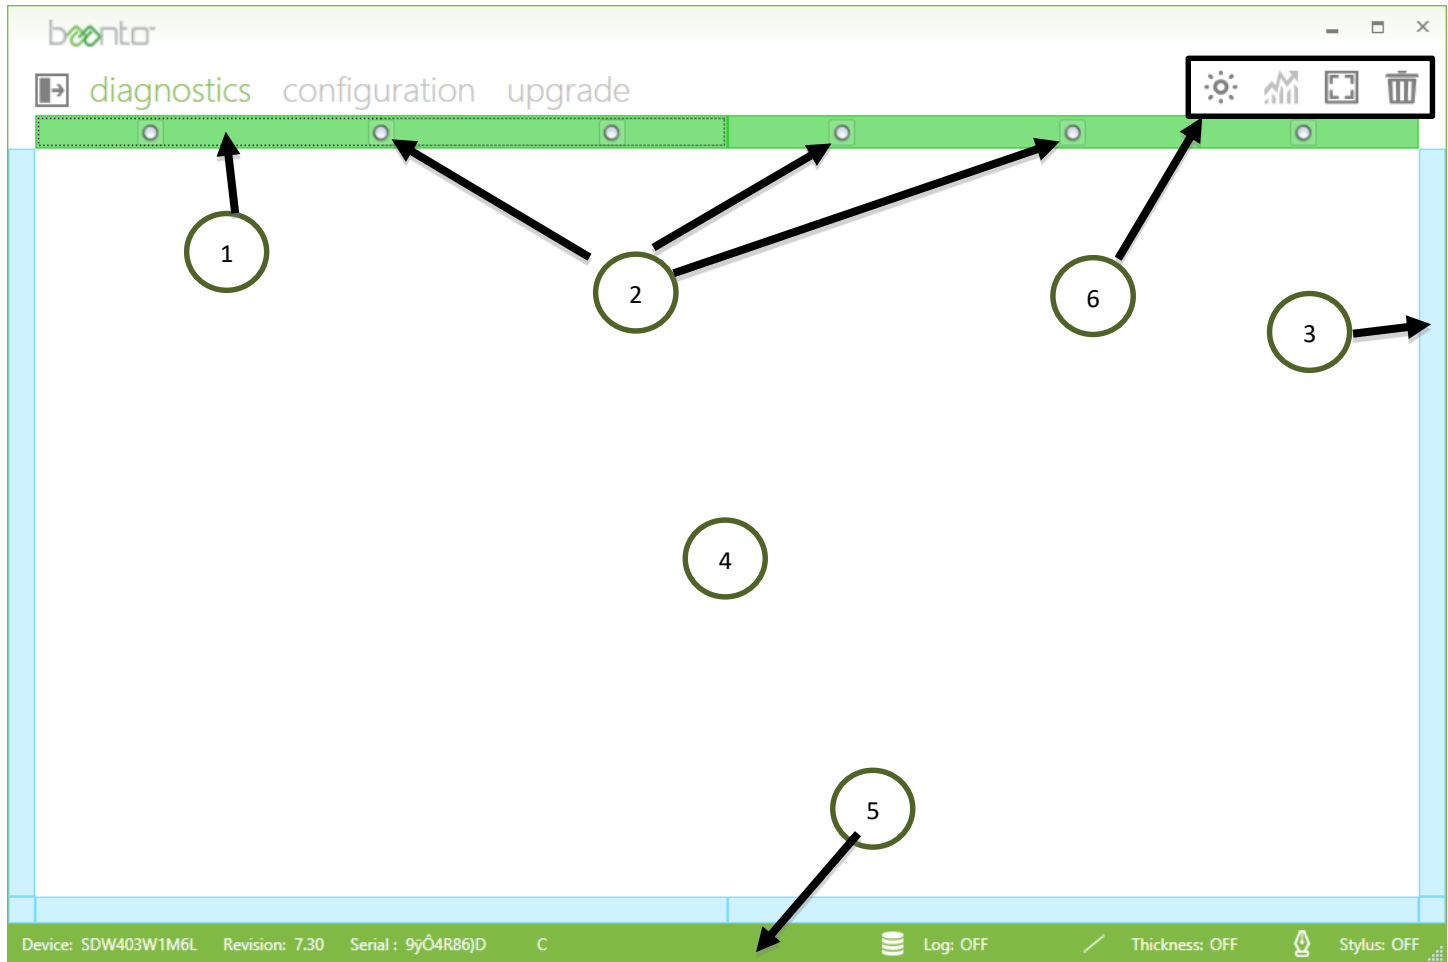 beonto
diagnostics configuration upgrade
1
2
6
3
4
5
Device: SDW403W1M6L Revision: 7.30 Serial : 9ÿÔ4R86)D C Log: OFF Thickness: OFF Stylus: OFF